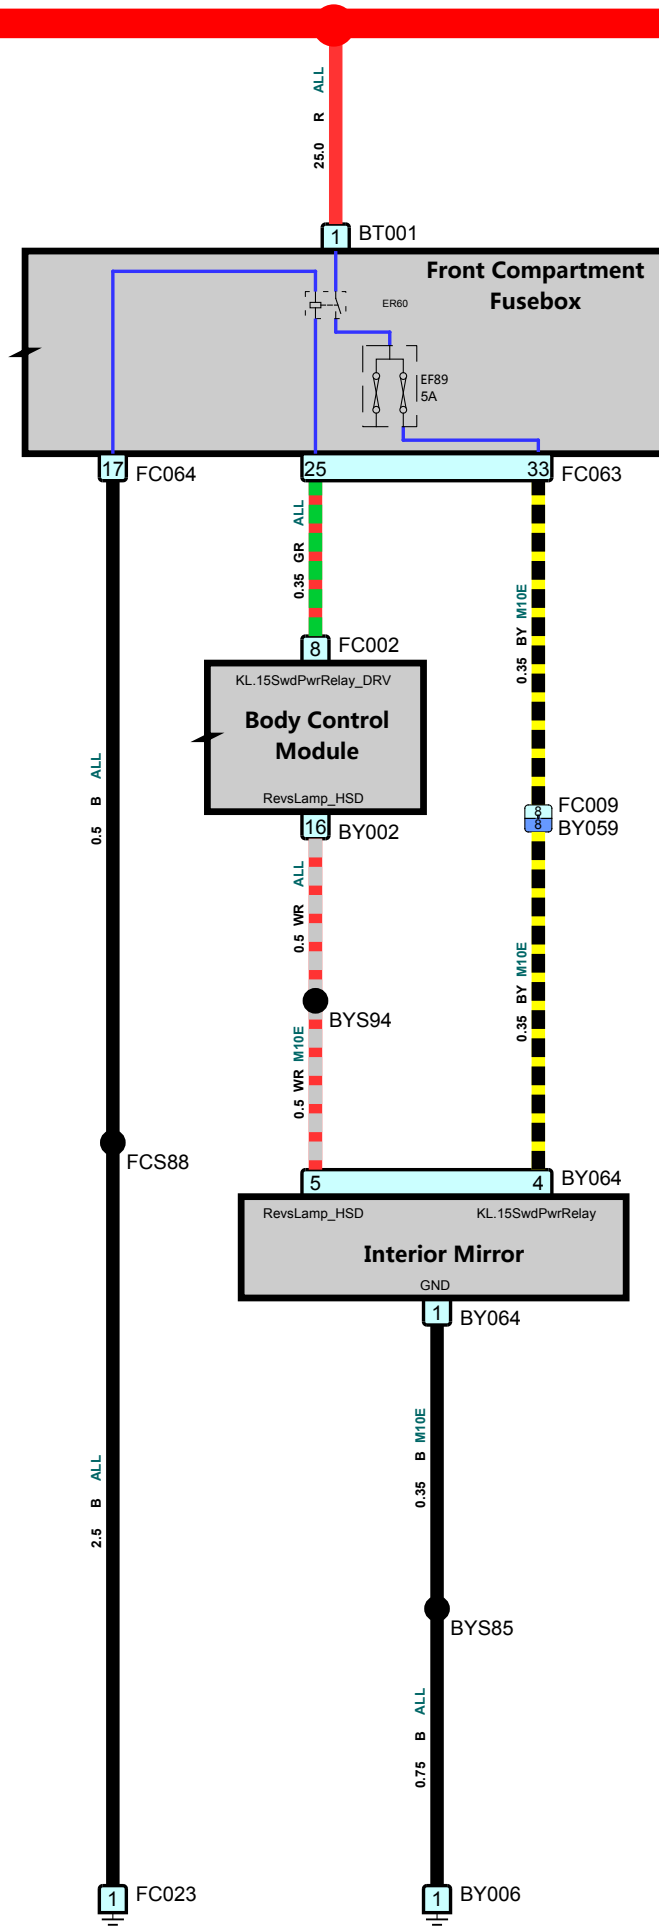 25.0 R ALL
1 BT001
Front Compartment
Fusebox
ER60
EF89
5A
17 FC064
25
33 FC063
0.35 GR ALL
0.35 BY M10E
8 FC002
KL.15SwdPwrRelay_DRV
Body Control
Module
RevsLamp_HSD
16 BY002
0.5 B ALL
8 FC009
8 BY059
0.5 WR ALL
0.35 BY M10E
BYS94
0.5 WR M10E
FCS88
5
4 BY064
RevsLamp_HSD
KL.15SwdPwrRelay
Interior Mirror
GND
1 BY064
0.35 B M10E
2.5 B ALL
BYS85
0.75 B ALL
1 FC023
1 BY006